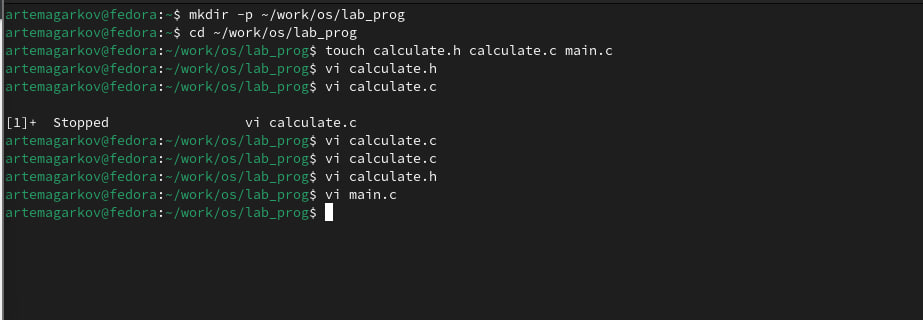 artemagarkov@fedora:~$ mkdir -p ~/work/os/lab_prog
artemagarkov@fedora:~$ cd ~/work/os/lab_prog
artemagarkov@fedora:~/work/os/lab_prog$ touch calculate.h calculate.c main.c
artemagarkov@fedora:~/work/os/lab_prog$ vi calculate.h
artemagarkov@fedora:~/work/os/lab_prog$ vi calculate.c
[1]+  Stopped                 vi calculate.c
artemagarkov@fedora:~/work/os/lab_prog$ vi calculate.c
artemagarkov@fedora:~/work/os/lab_prog$ vi calculate.c
artemagarkov@fedora:~/work/os/lab_prog$ vi calculate.h
artemagarkov@fedora:~/work/os/lab_prog$ vi main.c
artemagarkov@fedora:~/work/os/lab_prog$